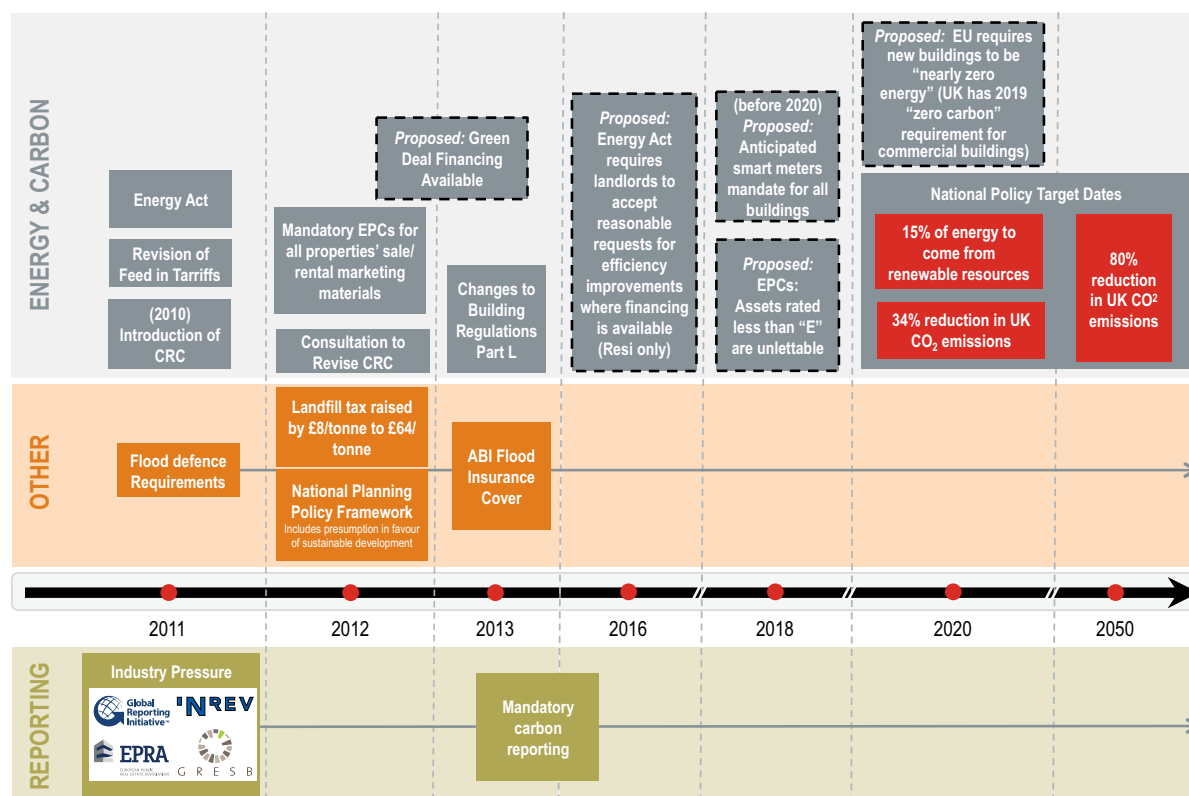 ENERGY & CARBON
Energy Act
Revision of
Feed in Tarriffs
(2010)
Introduction of
CRC
Proposed: Green
Deal Financing
Available
Mandatory EPCs for
all properties’ sale/
rental marketing
materials
Consultation to
Revise CRC
Changes to
Building
Regulations
Part L
Proposed:
Energy Act
requires
landlords to
accept
reasonable
requests for
efficiency
improvements
where financing
is available
(Resi only)
(before 2020)
Proposed:
Anticipated
smart meters
mandate for all
buildings
Proposed:
EPCs:
Assets rated
less than “E”
are unlettable
Proposed: EU requires
new buildings to be
“nearly zero
energy” (UK has 2019
“zero carbon”
requirement for
commercial buildings)
National Policy Target Dates
15% of energy to
come from
renewable resources
34% reduction in UK
CO₂ emissions
80%
reduction
in UK CO²
emissions
OTHER
Flood defence
Requirements
Landfill tax raised
by £8/tonne to £64/
tonne
National Planning
Policy Framework
Includes presumption in favour
of sustainable development
ABI Flood
Insurance
Cover
2011
2012
2013
2016
2018
2020
2050
REPORTING
Industry Pressure
Global
Reporting
Initiative™
INREV
EPRA
EUROPEAN PUBLIC
REAL ESTATE ASSOCIATION
GRESB
Mandatory
carbon
reporting